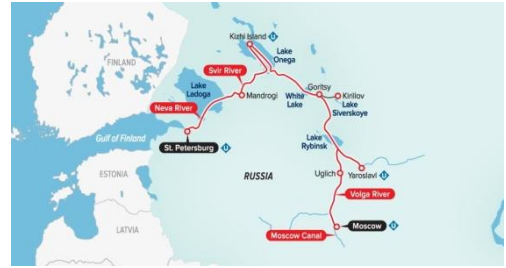 Kizhi Island
Lake
Onega
FINLAND
Svir River
Lake
Ladoga
Mandrogi
White
Lake
Goritsy
Kirillov
Lake
Siverskoye
Neva River
Gulf of Finland
St. Petersburg
Lake
Rybinsk
ESTONIA
RUSSIA
Uglich
Yaroslavl
Volga River
LATVIA
Moscow
Moscow Canal